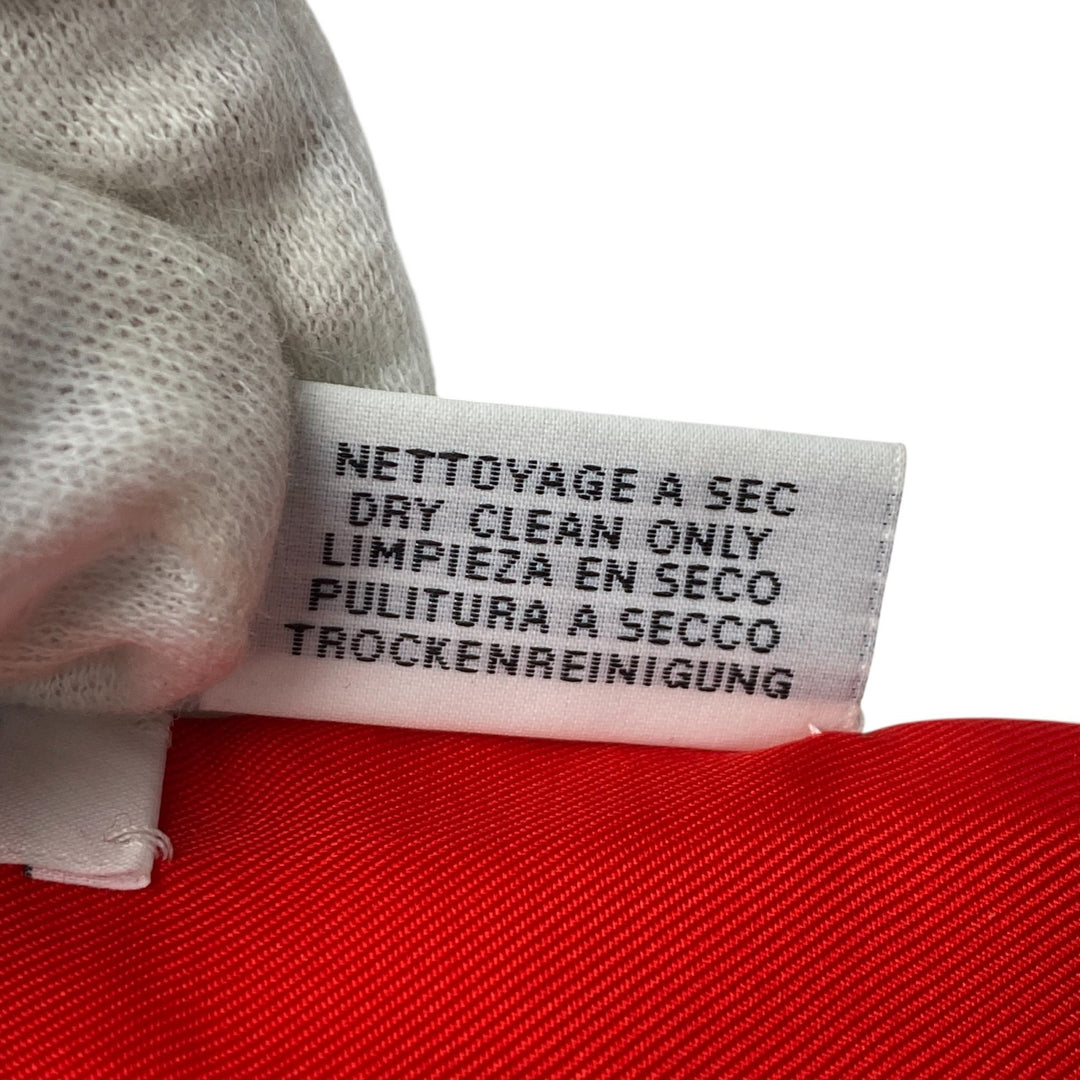 NETTOYAGE A SEC
DRY CLEAN ONLY
LIMPIEZA EN SECO
PULITURA A SECCO
TROCKENREINIGUNG